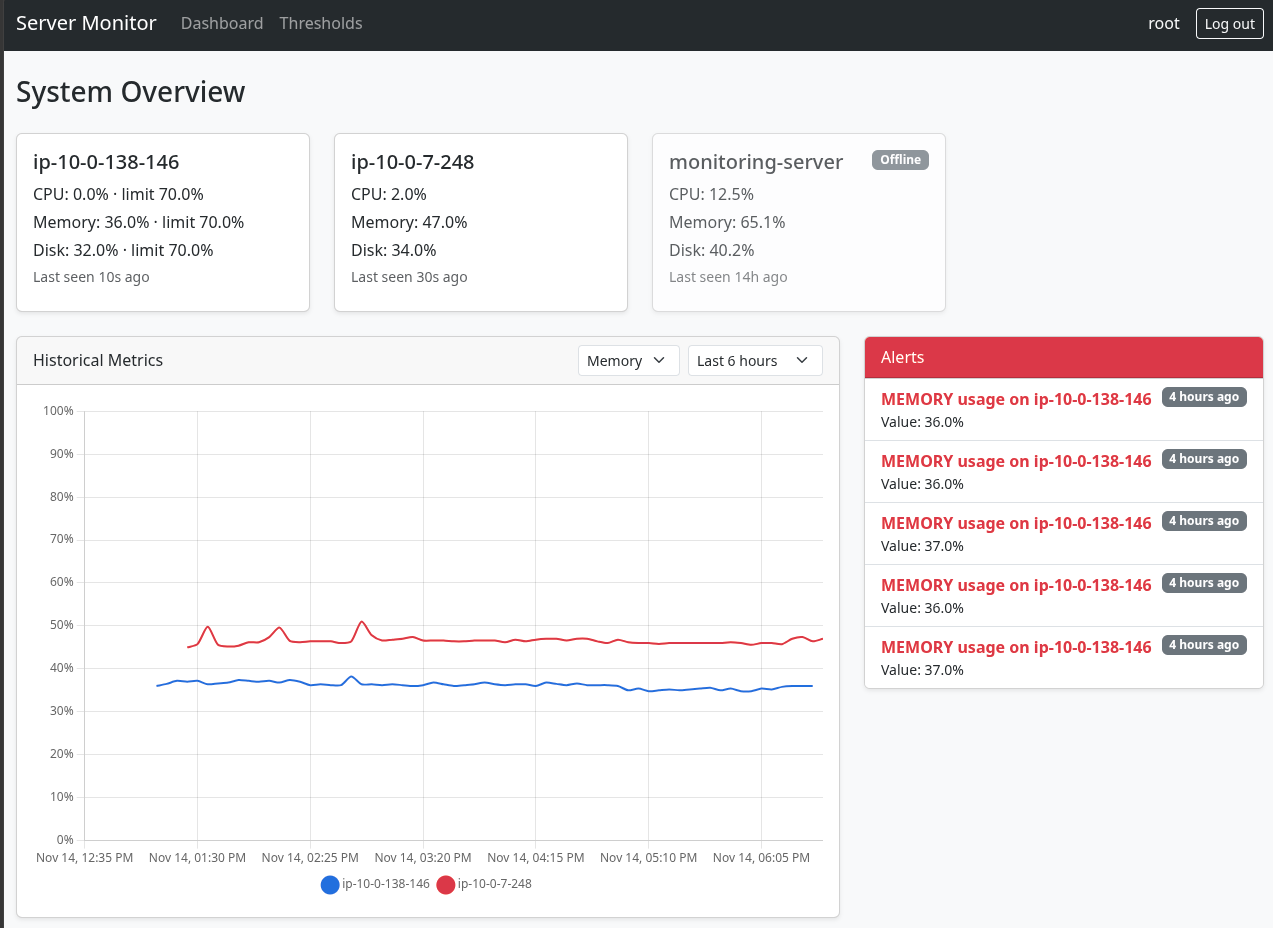 Server Monitor Dashboard Thresholds root Log out
System Overview
ip-10-0-138-146
CPU: 0.0% · limit 70.0%
Memory: 36.0% · limit 70.0%
Disk: 32.0% · limit 70.0%
Last seen 10s ago
ip-10-0-7-248
CPU: 2.0%
Memory: 47.0%
Disk: 34.0%
Last seen 30s ago
monitoring-server Offline
CPU: 12.5%
Memory: 65.1%
Disk: 40.2%
Last seen 14h ago
Historical Metrics Memory Last 6 hours
100%
90%
80%
70%
60%
50%
40%
30%
20%
10%
0%
Nov 14, 12:35 PM Nov 14, 01:30 PM Nov 14, 02:25 PM Nov 14, 03:20 PM Nov 14, 04:15 PM Nov 14, 05:10 PM Nov 14, 06:05 PM
ip-10-0-138-146 ip-10-0-7-248
Alerts
MEMORY usage on ip-10-0-138-146 4 hours ago
Value: 36.0%
MEMORY usage on ip-10-0-138-146 4 hours ago
Value: 36.0%
MEMORY usage on ip-10-0-138-146 4 hours ago
Value: 37.0%
MEMORY usage on ip-10-0-138-146 4 hours ago
Value: 36.0%
MEMORY usage on ip-10-0-138-146 4 hours ago
Value: 37.0%